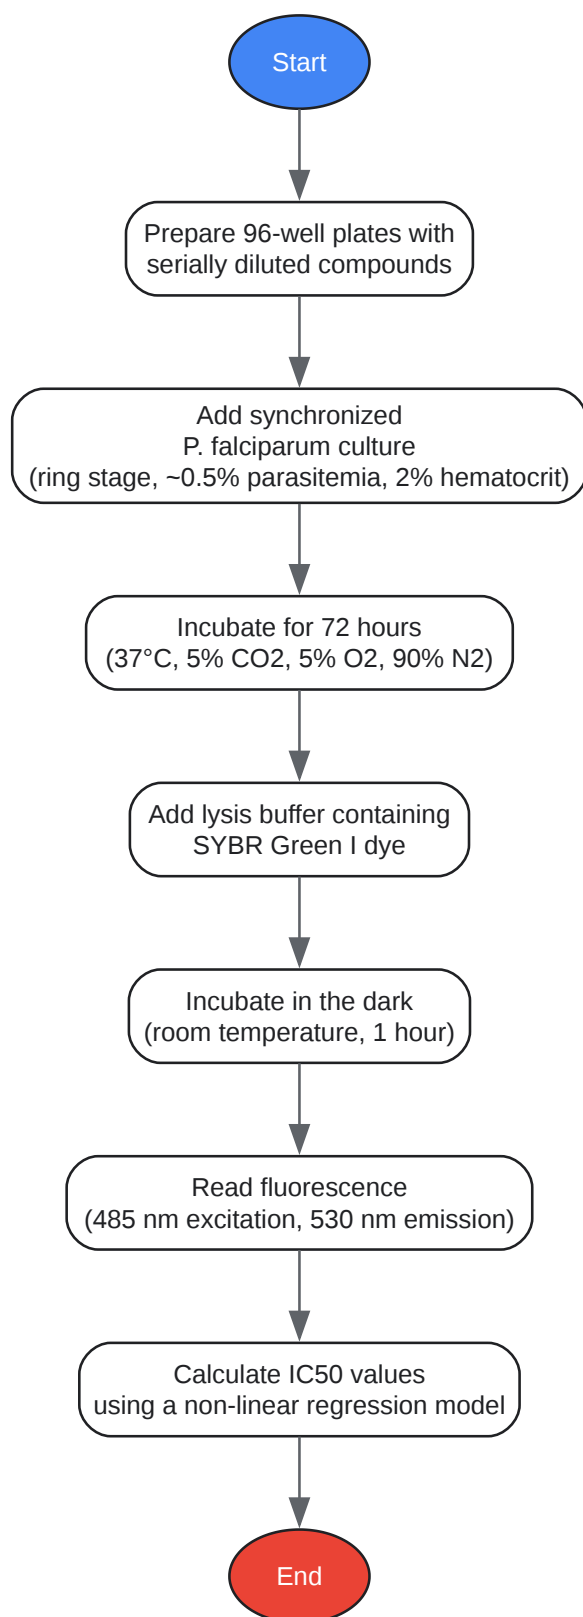 Start
Prepare 96-well plates with
serially diluted compounds
Add synchronized
P. falciparum culture
(ring stage, ~0.5% parasitemia, 2% hematocrit)
Incubate for 72 hours
(37°C, 5% CO2, 5% O2, 90% N2)
Add lysis buffer containing
SYBR Green I dye
Incubate in the dark
(room temperature, 1 hour)
Read fluorescence
(485 nm excitation, 530 nm emission)
Calculate IC50 values
using a non-linear regression model
End